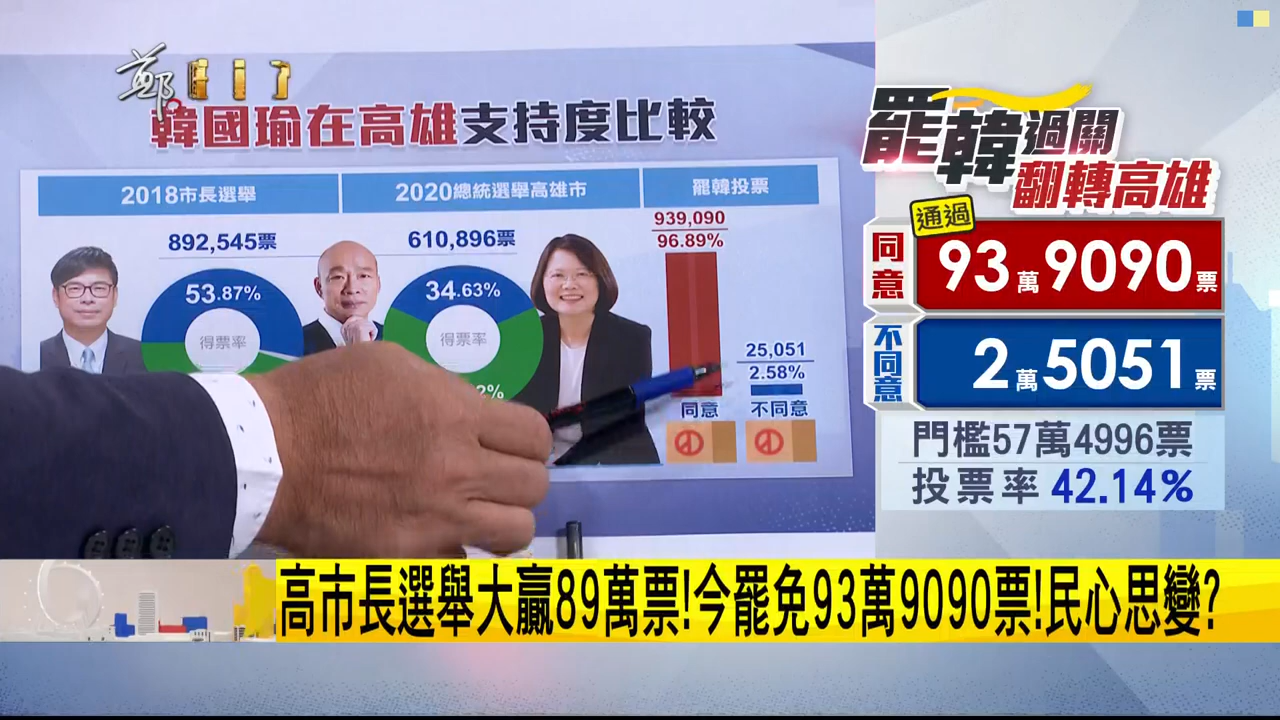 鄭
韓國瑜在高雄支持度比較
2018市長選舉
2020總統選舉高雄市
罷韓投票
892,545票
610,896票
939,090
96.89%
53.87%
34.63%
得票率
得票率
2%
25,051
2.58%
同意
不同意
罷韓過關
翻轉高雄
通過
同意
93萬9090票
不同意
2萬5051票
門檻57萬4996票
投票率 42.14%
高市長選舉大贏89萬票!今罷免93萬9090票!民心思變?